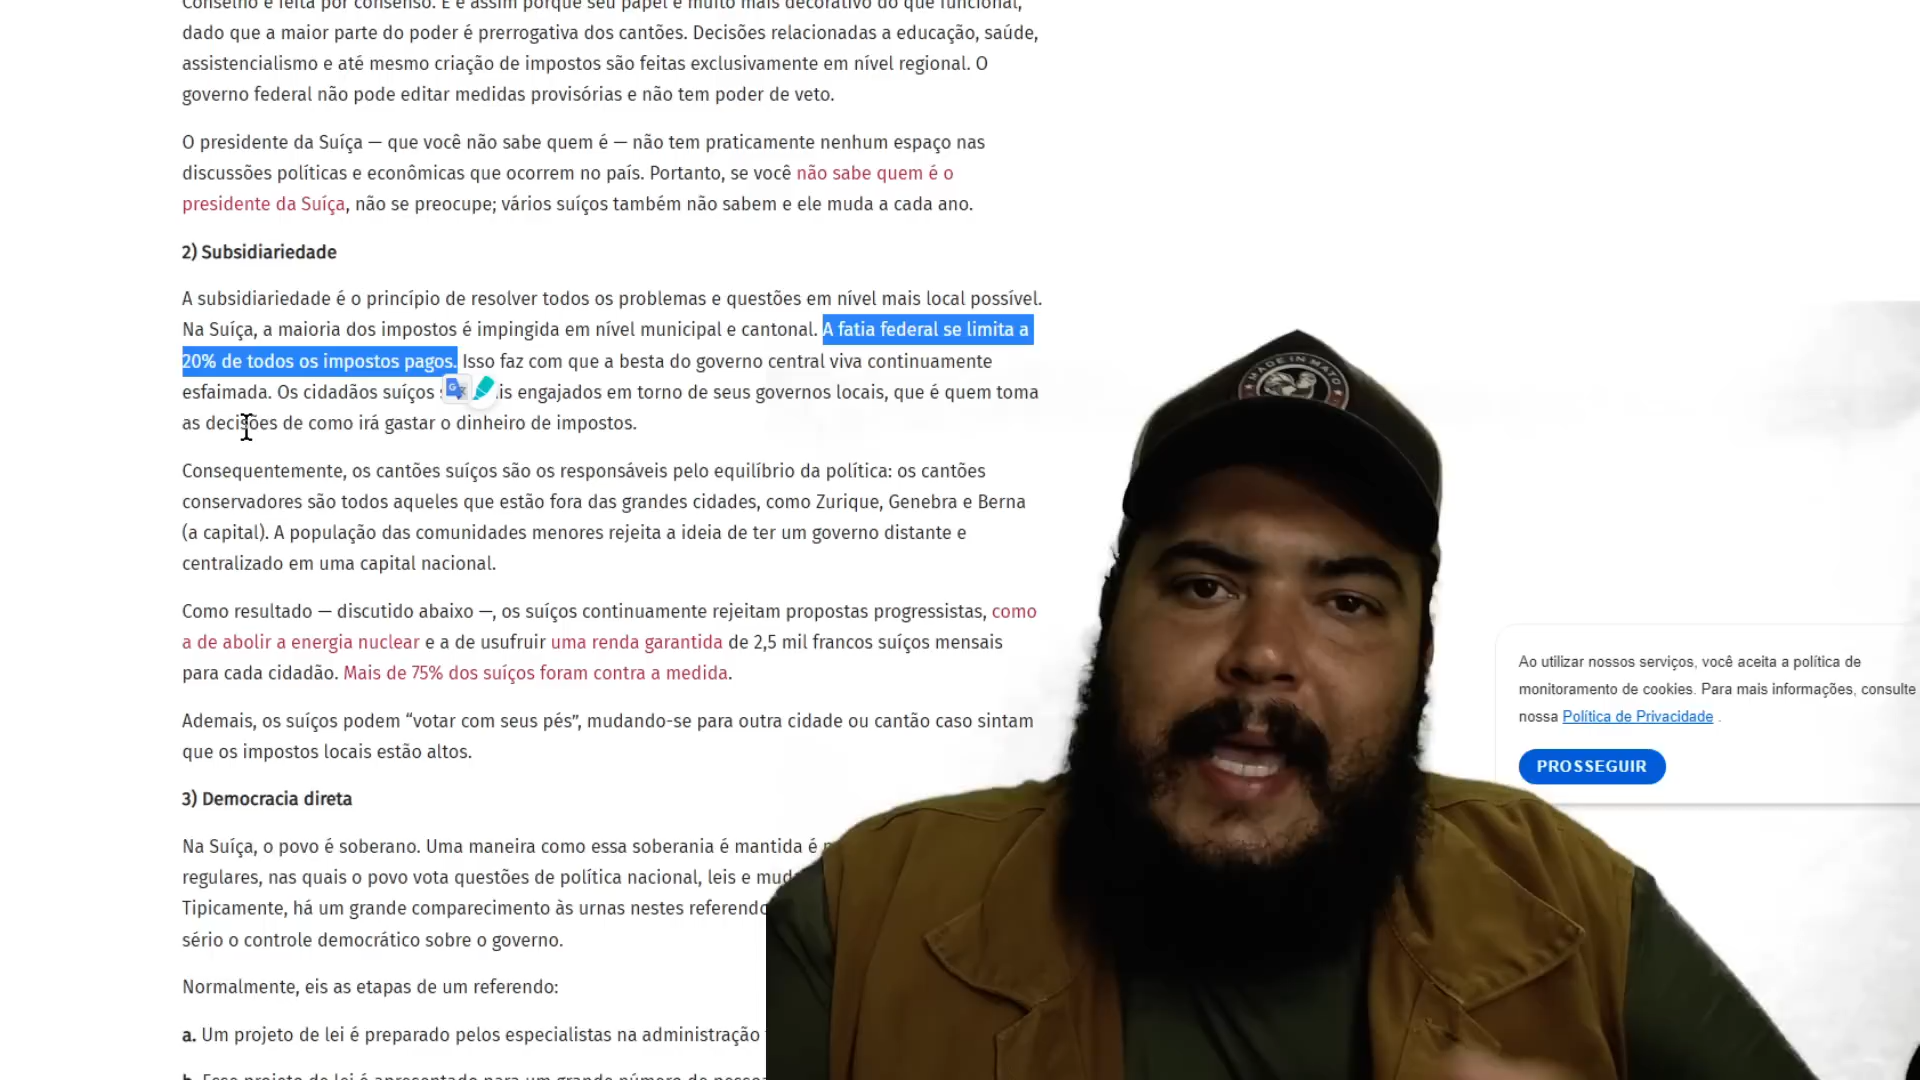 Conselho é feita por consenso. E é assim porque seu papel é muito mais decorativo do que funcional,
dado que a maior parte do poder é prerrogativa dos cantões. Decisões relacionadas a educação, saúde,
assistencialismo e até mesmo criação de impostos são feitas exclusivamente em nível regional. O
governo federal não pode editar medidas provisórias e não tem poder de veto.
O presidente da Suíça — que você não sabe quem é — não tem praticamente nenhum espaço nas
discussões políticas e econômicas que ocorrem no país. Portanto, se você não sabe quem é o
presidente da Suíça, não se preocupe; vários suíços também não sabem e ele muda a cada ano.
2) Subsidiariedade
A subsidiariedade é o princípio de resolver todos os problemas e questões em nível mais local possível.
Na Suíça, a maioria dos impostos é impingida em nível municipal e cantonal. A fatia federal se limita a
20% de todos os impostos pagos. Isso faz com que a besta do governo central viva continuamente
esfaimada. Os cidadãos suíços s is engajados em torno de seus governos locais, que é quem toma
as decisões de como irá gastar o dinheiro de impostos.
Consequentemente, os cantões suíços são os responsáveis pelo equilíbrio da política: os cantões
conservadores são todos aqueles que estão fora das grandes cidades, como Zurique, Genebra e Berna
(a capital). A população das comunidades menores rejeita a ideia de ter um governo distante e
centralizado em uma capital nacional.
Como resultado — discutido abaixo —, os suíços continuamente rejeitam propostas progressistas, como
a de abolir a energia nuclear e a de usufruir uma renda garantida de 2,5 mil francos suíços mensais
para cada cidadão. Mais de 75% dos suíços foram contra a medida.
Ademais, os suíços podem “votar com seus pés”, mudando-se para outra cidade ou cantão caso sintam
que os impostos locais estão altos.
3) Democracia direta
Na Suíça, o povo é soberano. Uma maneira como essa soberania é mantida é
regulares, nas quais o povo vota questões de política nacional, leis e mud
Tipicamente, há um grande comparecimento às urnas nestes referendo
sério o controle democrático sobre o governo.
Normalmente, eis as etapas de um referendo:
a. Um projeto de lei é preparado pelos especialistas na administração
b. Esse projeto de lei é apresentado para um grande número de
MADE IN MATO
Ao utilizar nossos serviços, você aceita a política de
monitoramento de cookies. Para mais informações, consulte
nossa Política de Privacidade .
PROSSEGUIR